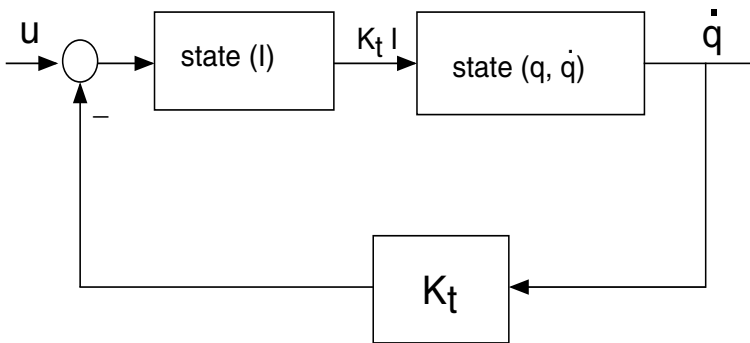 u
state (I)
K_t I
state (q, q̇)
q̇
–
K_t